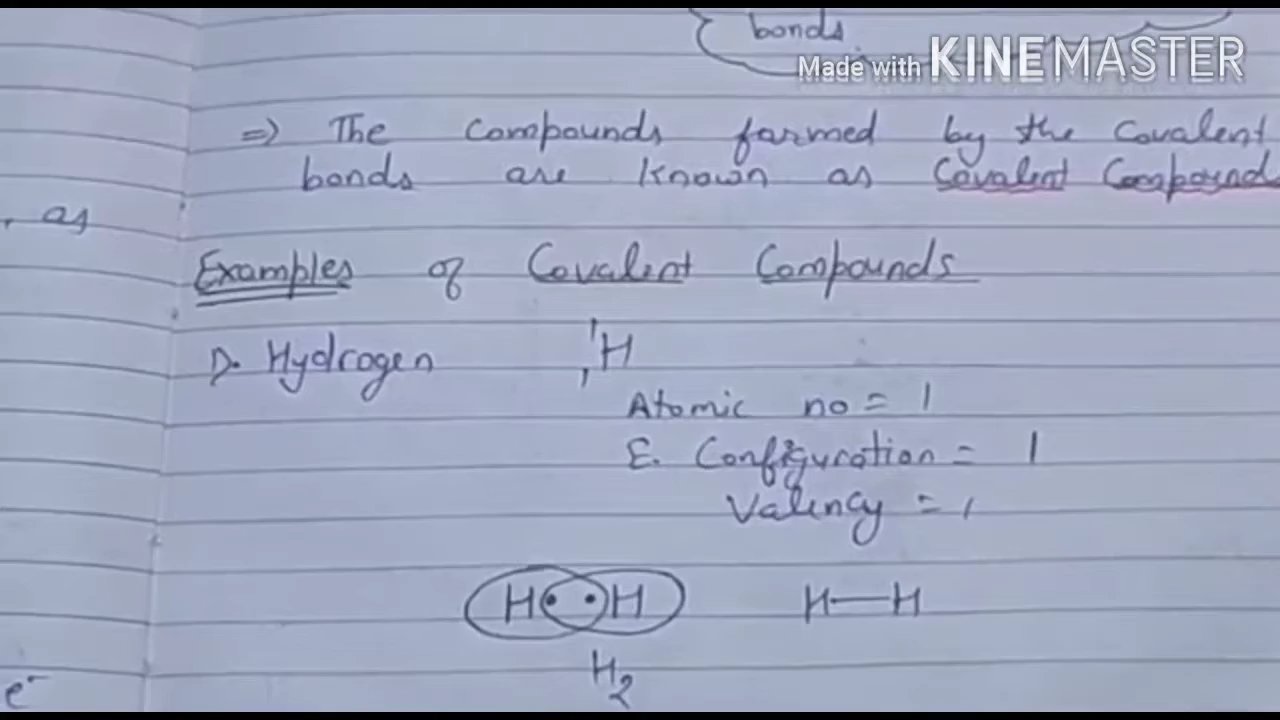 bonds
Made with KINEMASTER
=> The Compounds formed by the Covalent
bonds are known as Covalent Compound
, as
Examples of Covalent Compounds
1). Hydrogen ¹₁H
Atomic no = 1
E. Configuration = 1
Valency = 1
H••H H—H
H₂
e⁻